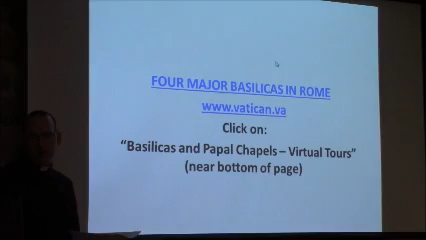 FOUR MAJOR BASILICAS IN ROME
www.vatican.va
Click on:
“Basilicas and Papal Chapels – Virtual Tours”
(near bottom of page)